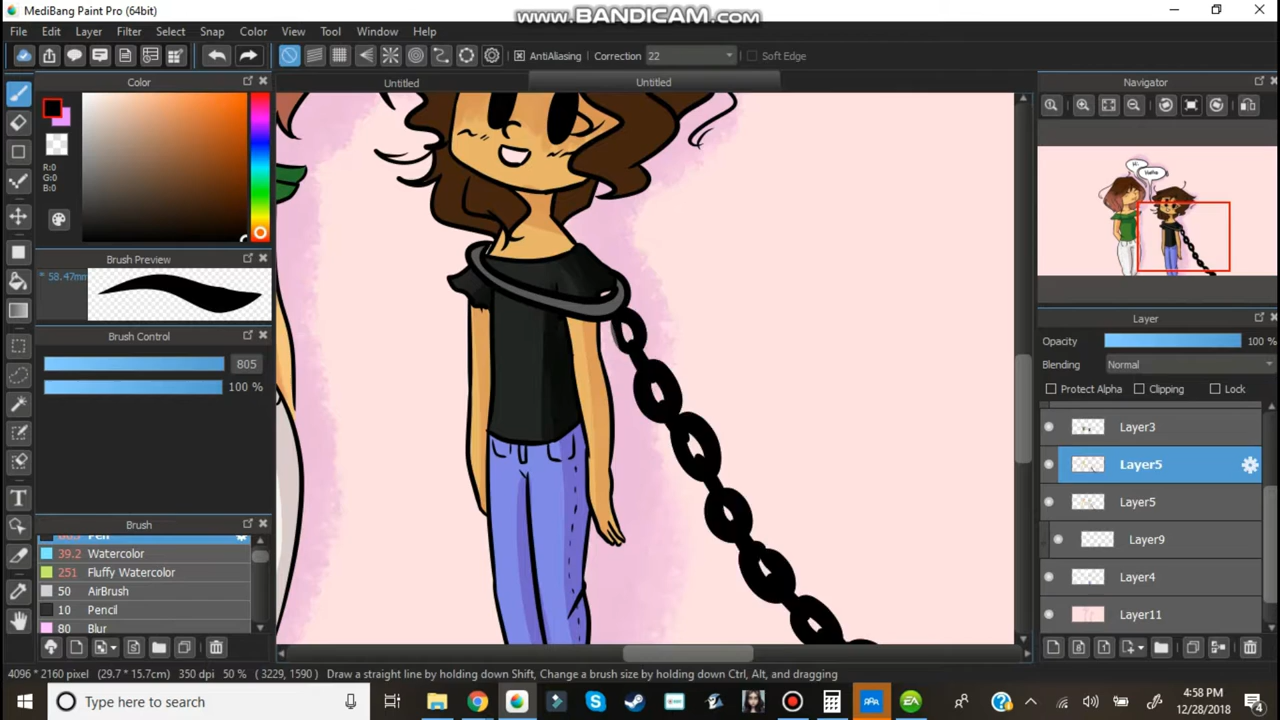 MediBang Paint Pro (64bit)
www.BANDICAM.com
File Edit Layer Filter Select Snap Color View Tool Window Help
AntiAliasing Correction 22 Soft Edge
Color
Untitled
Untitled
Navigator
R:0
G:0
B:0
Brush Preview
* 58.47mm
Brush Control
805
100 %
Layer
Opacity 100 %
Blending Normal
Protect Alpha Clipping Lock
Layer3
Layer5
Layer5
Layer9
Layer4
Layer11
Brush
Pen
39.2 Watercolor
251 Fluffy Watercolor
50 AirBrush
10 Pencil
80 Blur
4096 * 2160 pixel (29.7 * 15.7cm) 350 dpi 50 % ( 3229, 1590 ) Draw a straight line by holding down Shift, Change a brush size by holding down Ctrl, Alt, and dragging
Type here to search
4:58 PM
12/28/2018
4